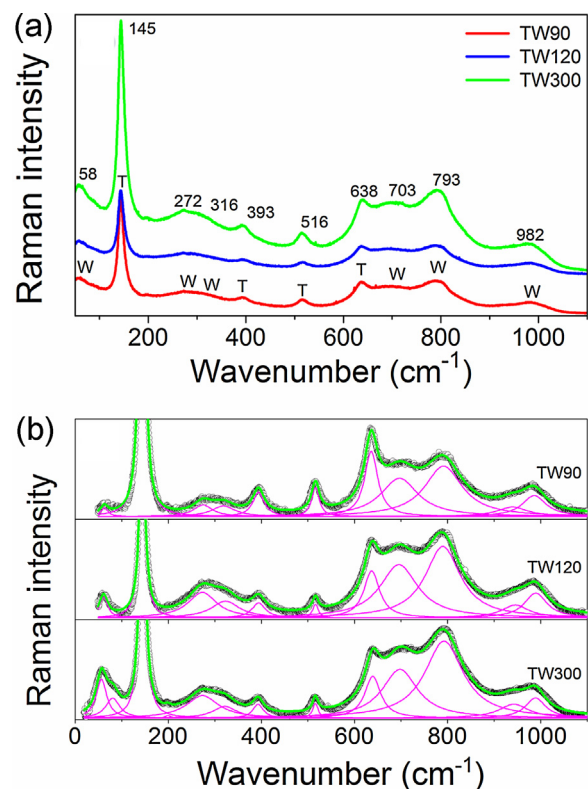 (a)
145
TW90
TW120
TW300
58
T
272
316
393
516
638
703
793
982
W
W
W
T
T
T
W
W
W
Raman intensity
200
400
600
800
1000
Wavenumber (cm-1)
(b)
TW90
TW120
TW300
Raman intensity
0
200
400
600
800
1000
Wavenumber (cm-1)